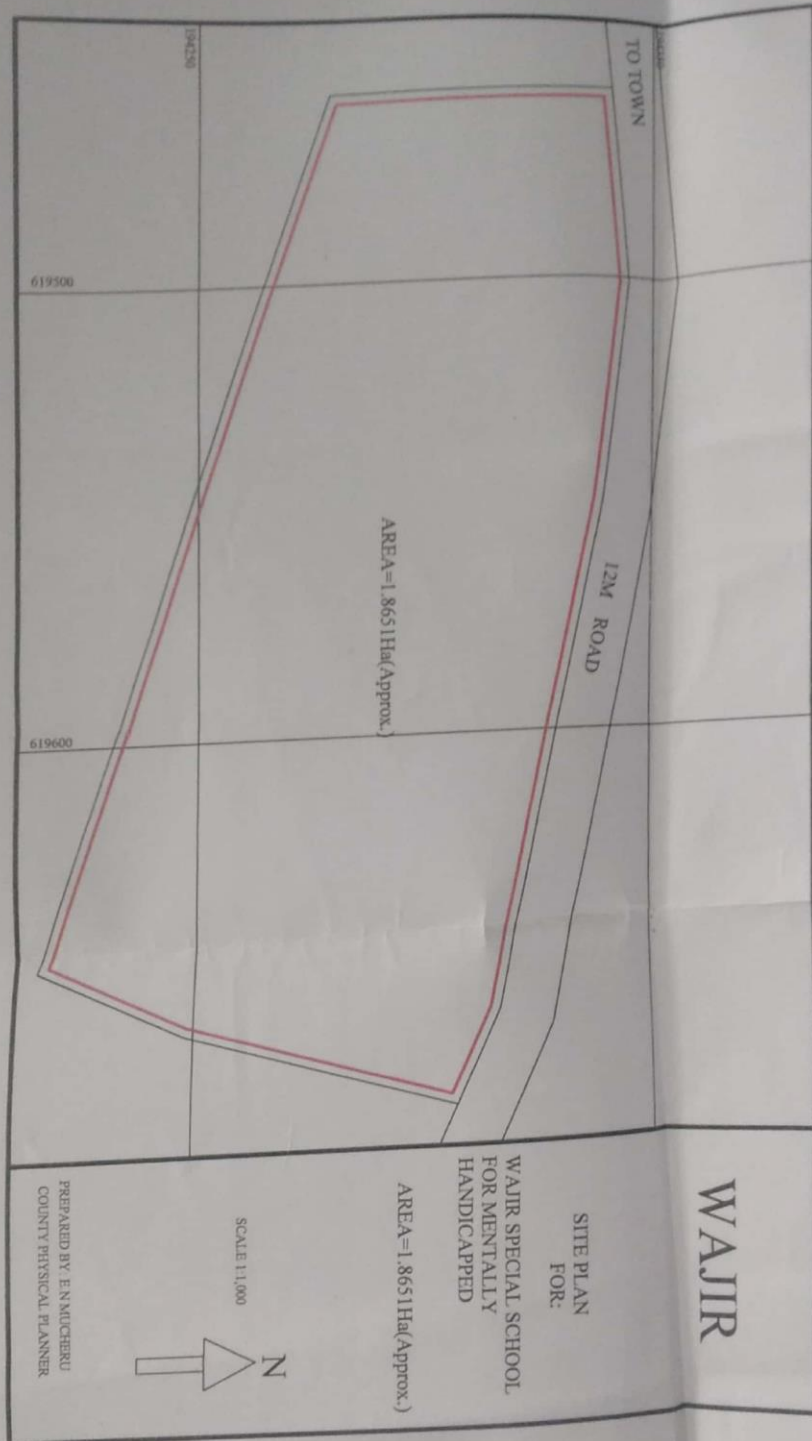 WAJIR
TO TOWN
12M ROAD
AREA=1.8651Ha(Approx.)
194250
619500
619600
SITE PLAN
FOR:
WAJIR SPECIAL SCHOOL
FOR MENTALLY
HANDICAPPED
AREA=1.8651Ha(Approx.)
N
SCALE 1:1,000
PREPARED BY: E.N MUCHERU
COUNTY PHYSICAL PLANNER